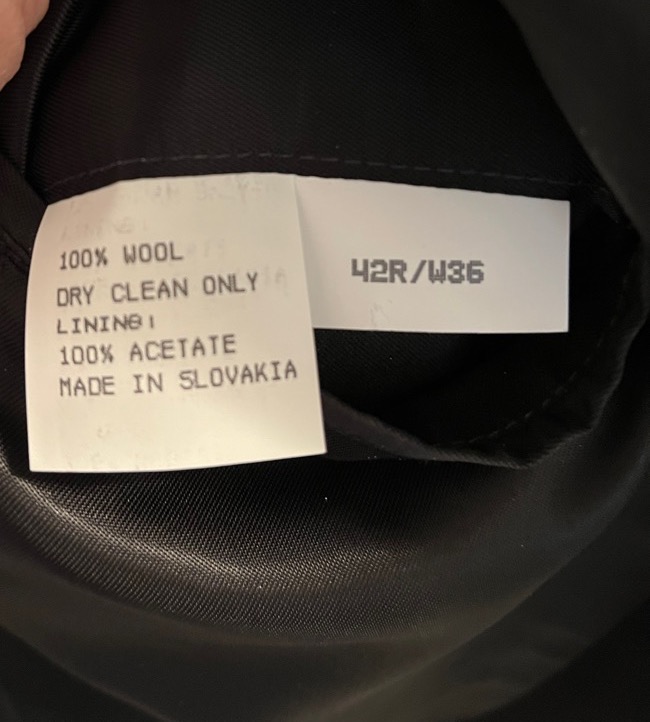 100% WOOL
DRY CLEAN ONLY
LINING:
100% ACETATE
MADE IN SLOVAKIA
42R/W36